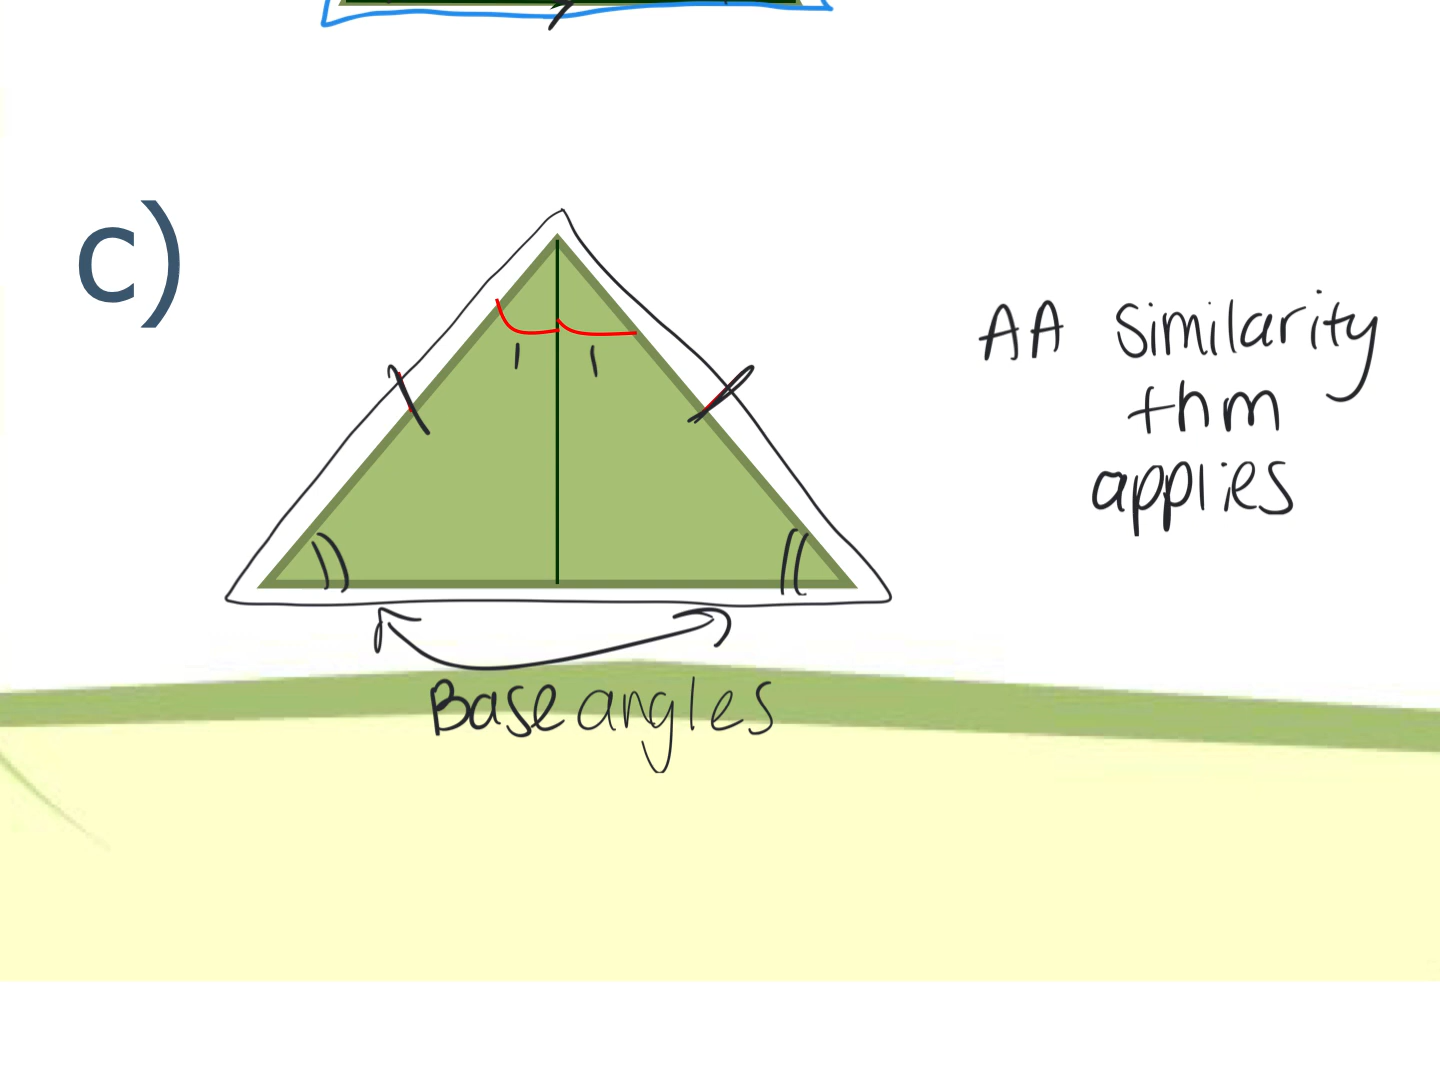 c)
AA Similarity
thm
applies
Base angles